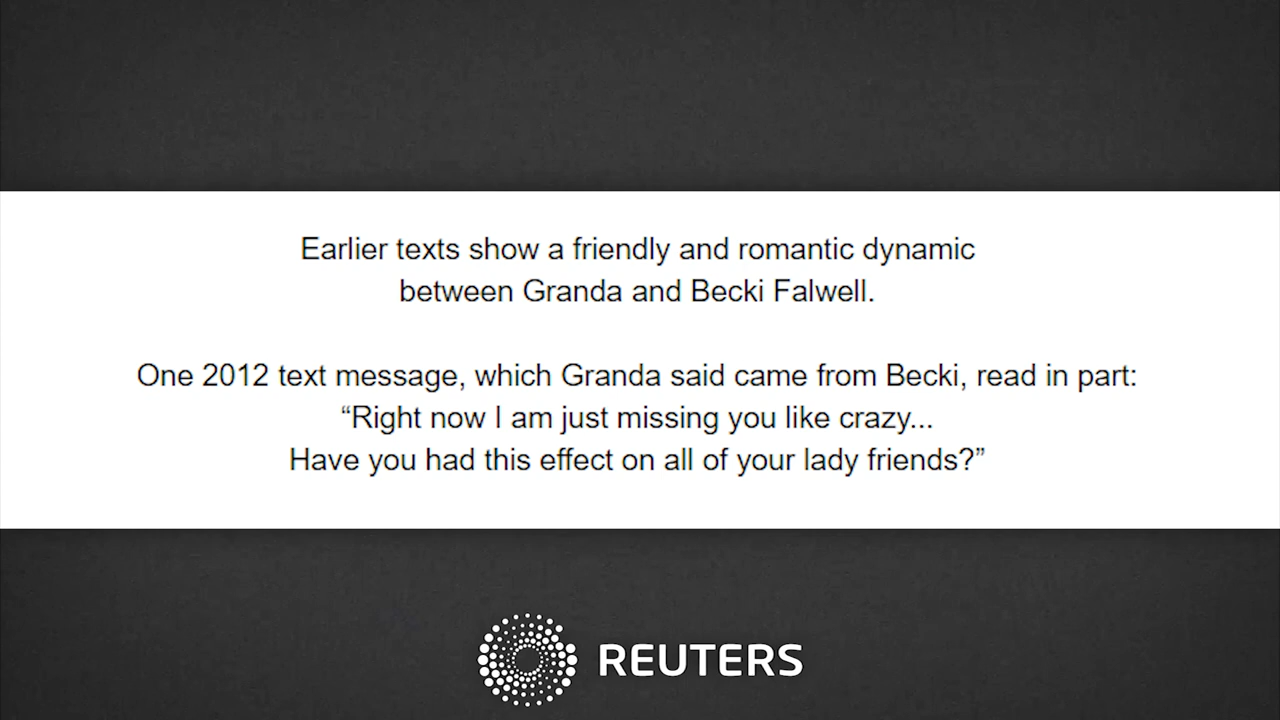 Earlier texts show a friendly and romantic dynamic
between Granda and Becki Falwell.
One 2012 text message, which Granda said came from Becki, read in part:
“Right now I am just missing you like crazy...
Have you had this effect on all of your lady friends?”
REUTERS